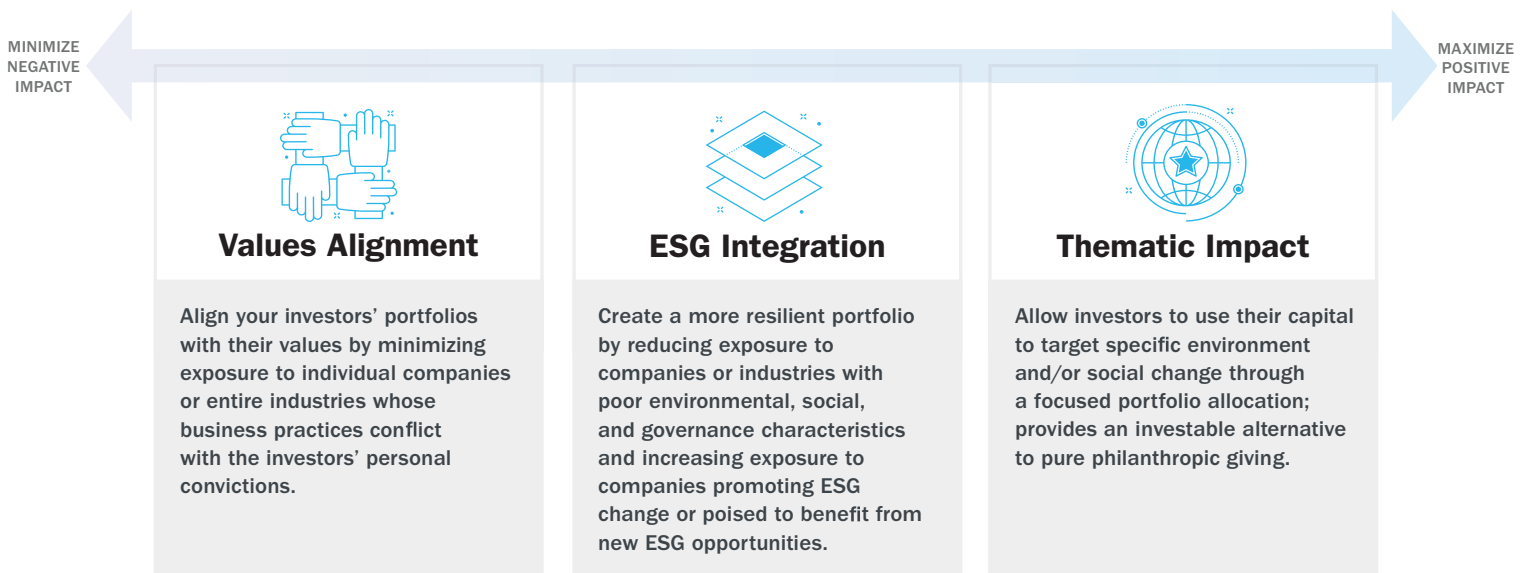 MINIMIZE
NEGATIVE
IMPACT
MAXIMIZE
POSITIVE
IMPACT
Values Alignment
Align your investors’ portfolios
with their values by minimizing
exposure to individual companies
or entire industries whose
business practices conflict
with the investors’ personal
convictions.
ESG Integration
Create a more resilient portfolio
by reducing exposure to
companies or industries with
poor environmental, social,
and governance characteristics
and increasing exposure to
companies promoting ESG
change or poised to benefit from
new ESG opportunities.
Thematic Impact
Allow investors to use their capital
to target specific environment
and/or social change through
a focused portfolio allocation;
provides an investable alternative
to pure philanthropic giving.